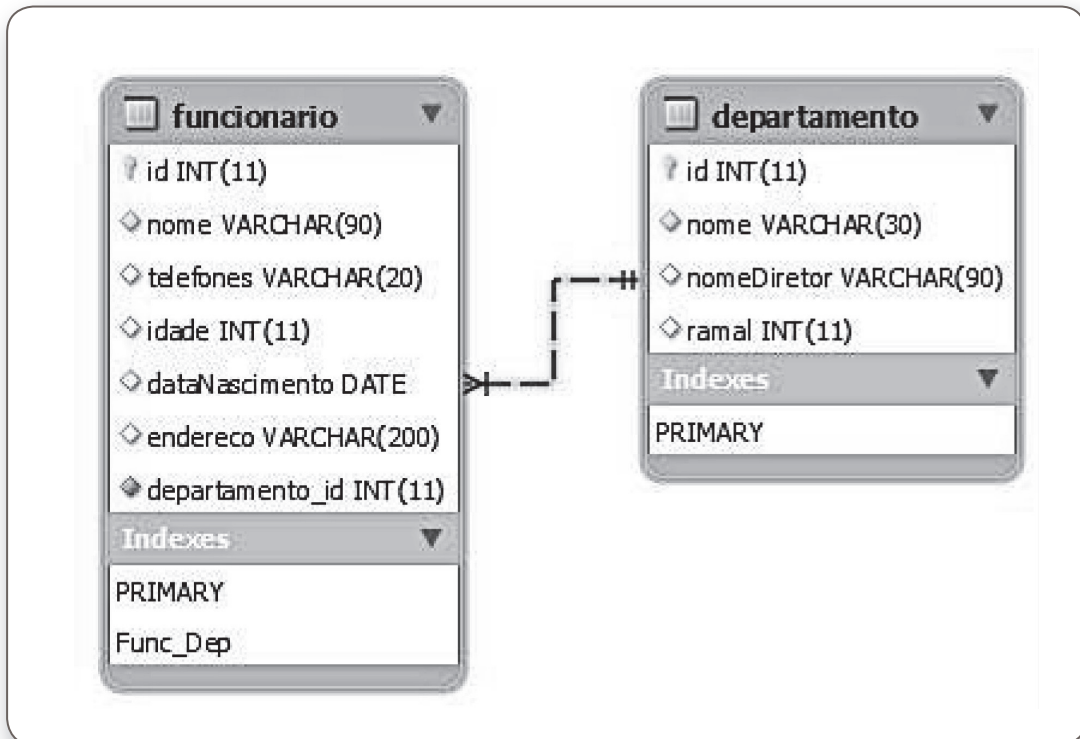 funcionario
id INT(11)
nome VARCHAR(90)
telefones VARCHAR(20)
idade INT(11)
dataNascimento DATE
endereco VARCHAR(200)
departamento_id INT(11)
Indexes
PRIMARY
Func_Dep
departamento
id INT(11)
nome VARCHAR(30)
nomeDiretor VARCHAR(90)
ramal INT(11)
Indexes
PRIMARY